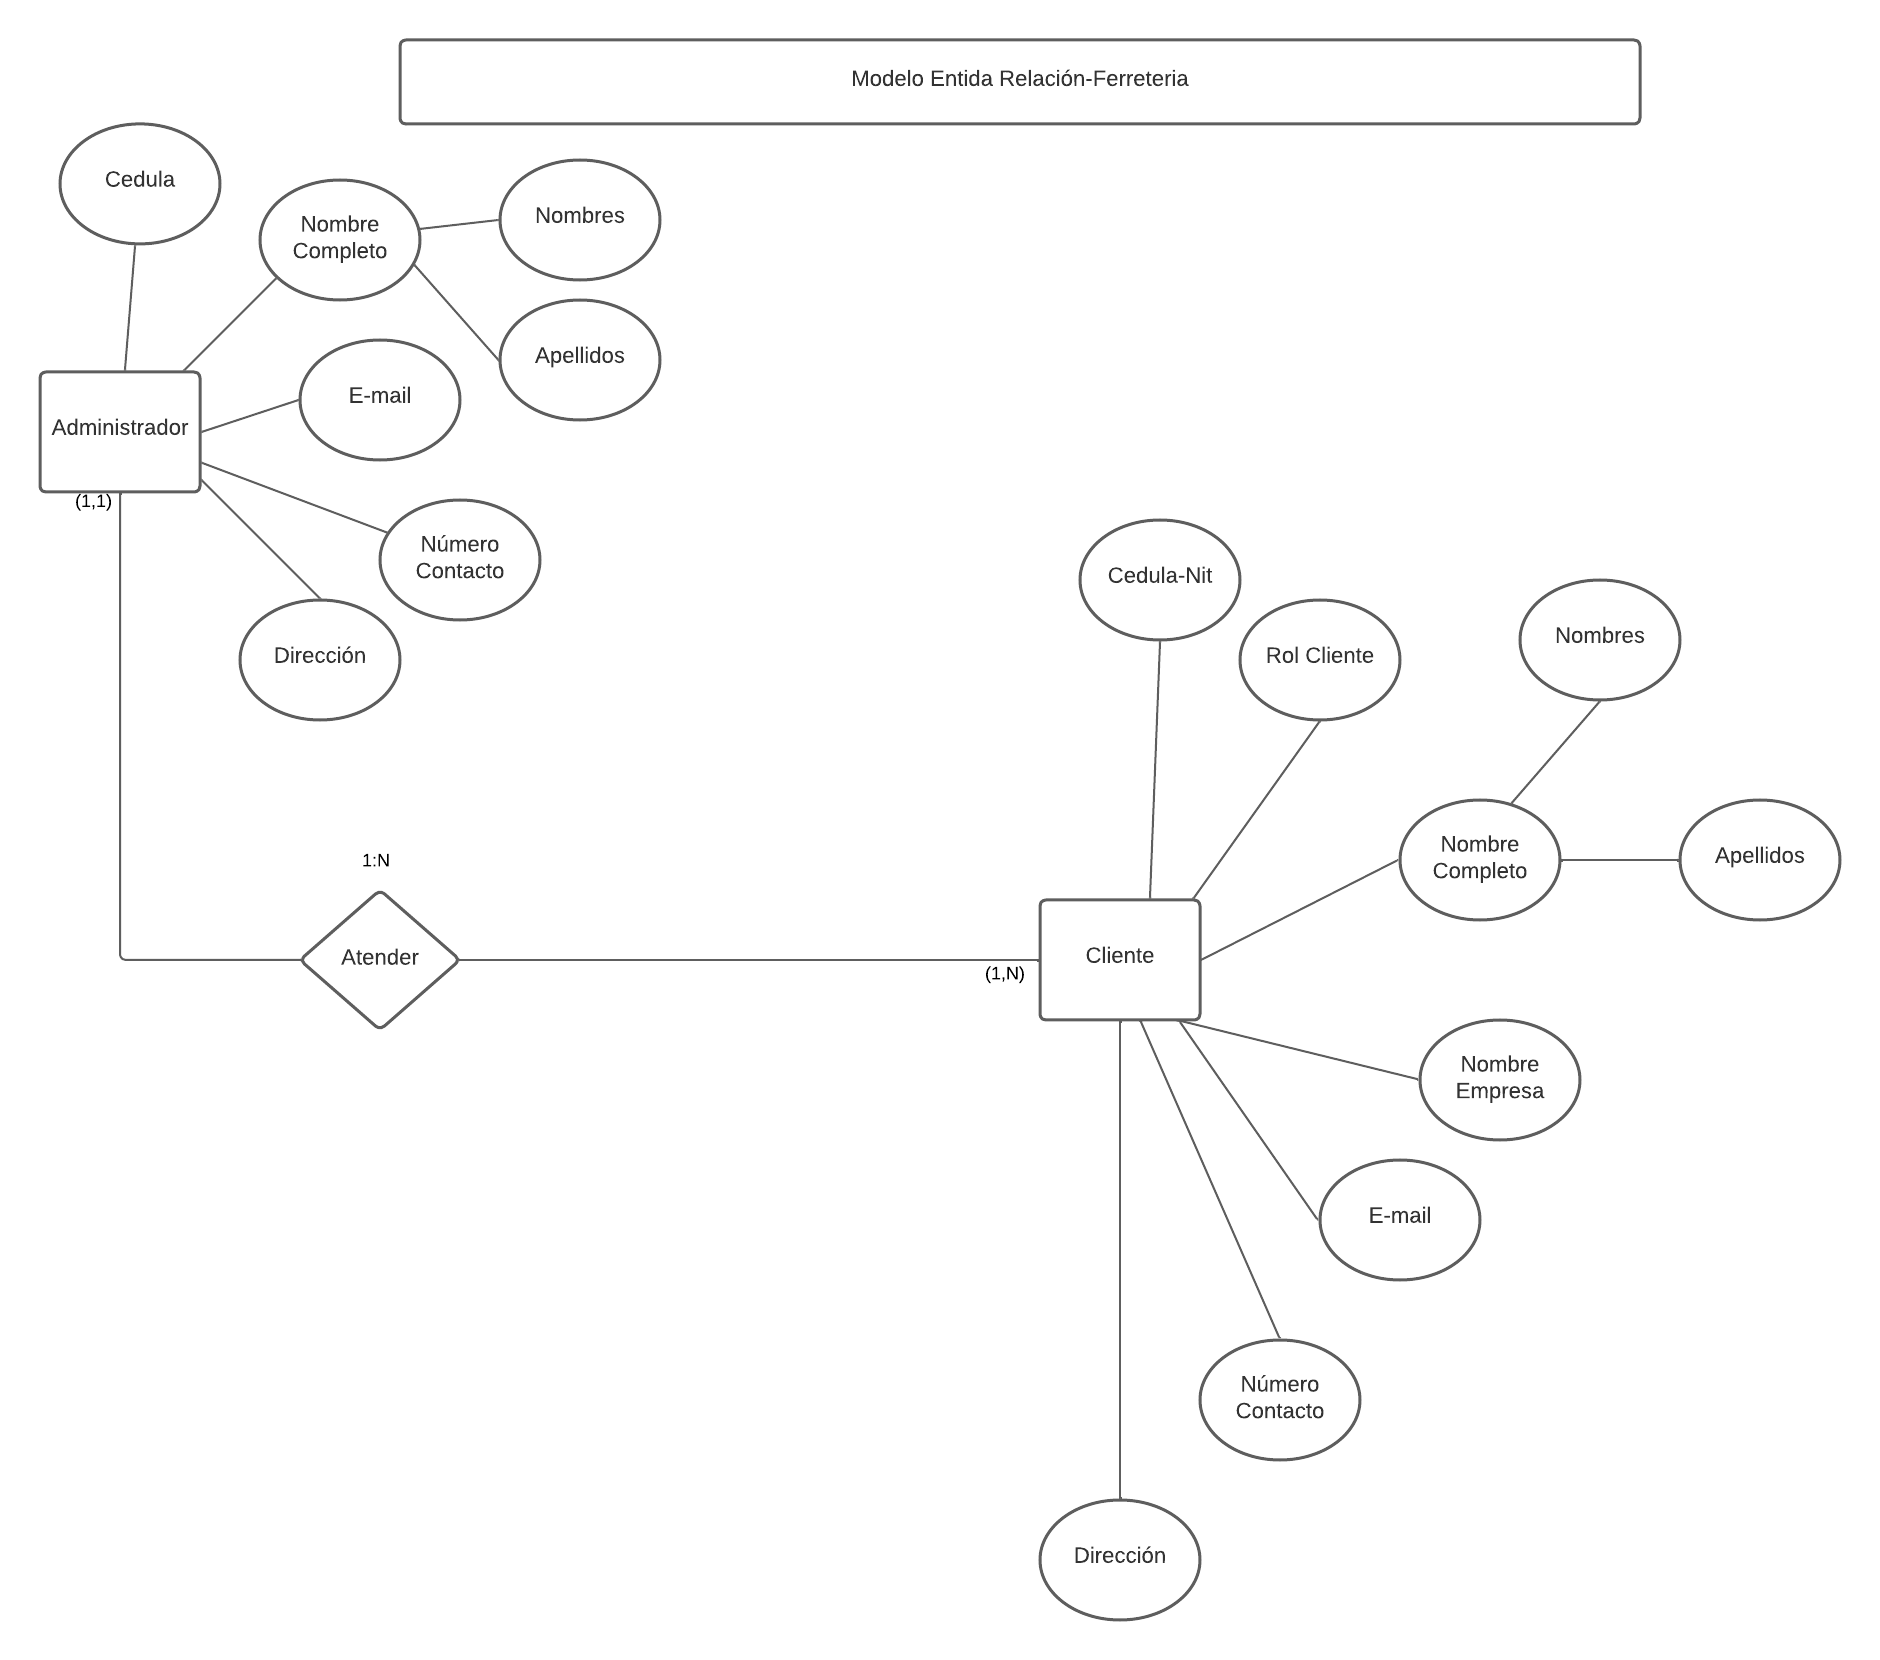 Modelo Entida Relación-Ferreteria
Cedula
Nombre
Completo
Nombres
Apellidos
E-mail
Administrador
(1,1)
Número
Contacto
Dirección
1:N
Atender
(1,N)
Cliente
Cedula-Nit
Rol Cliente
Nombres
Nombre
Completo
Apellidos
Nombre
Empresa
E-mail
Número
Contacto
Dirección